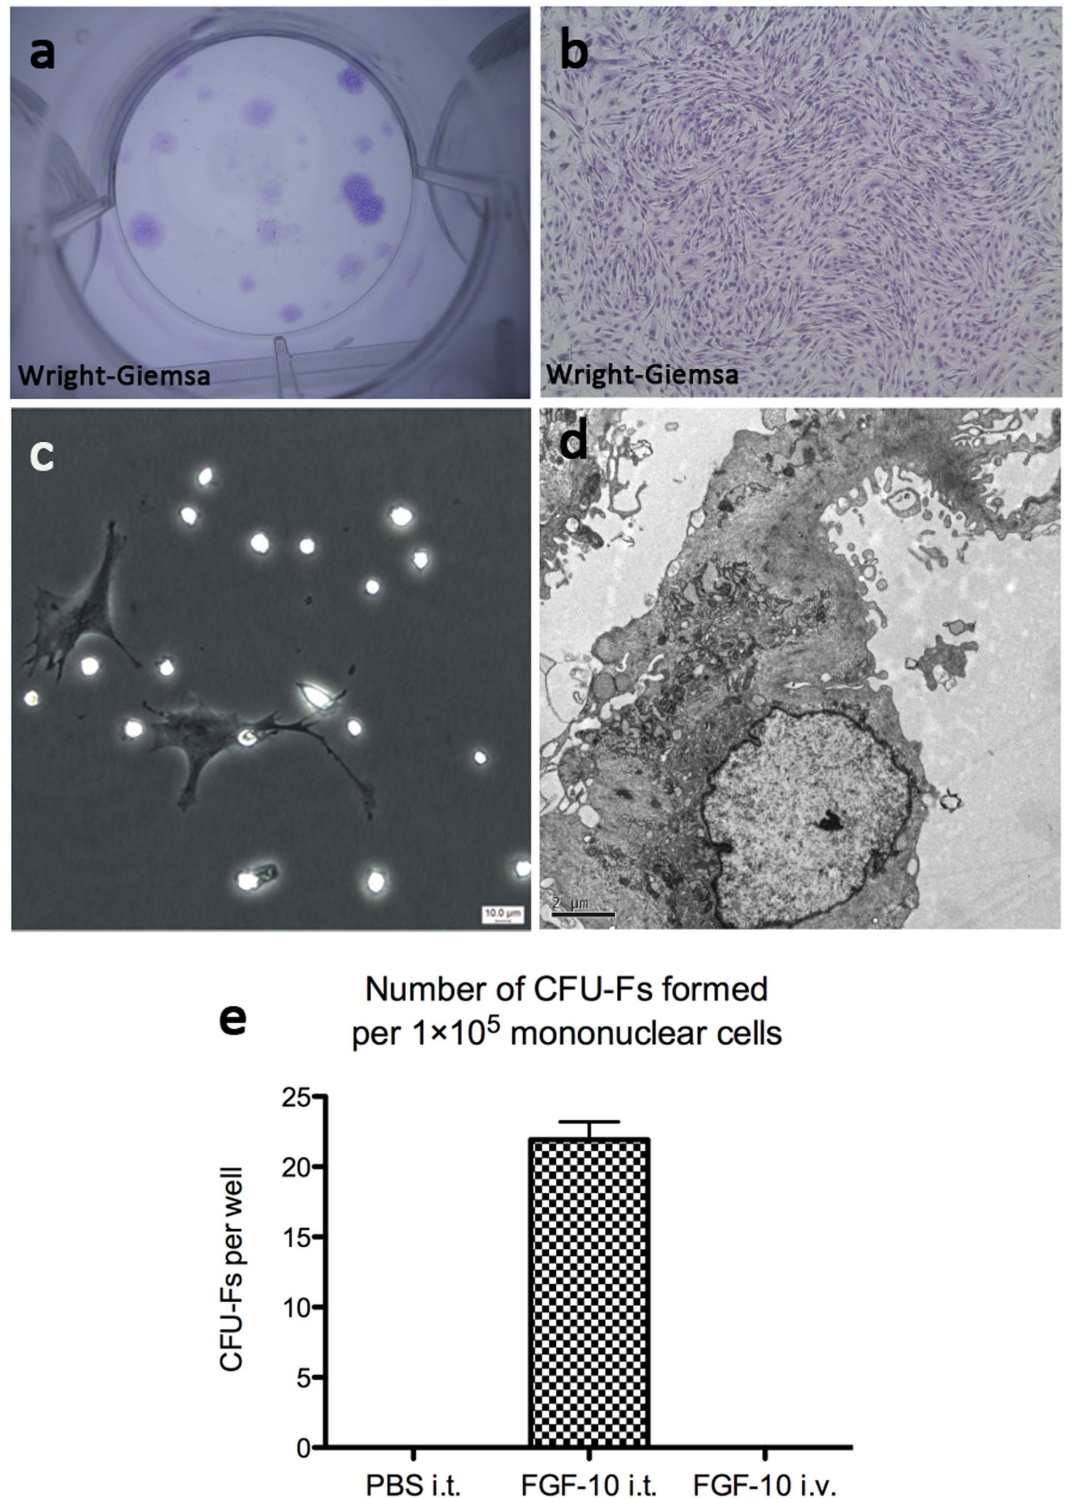 a
Wright-Giemsa
b
Wright-Giemsa
c
10.0 µm
d
2 µm
e
Number of CFU-Fs formed
per 1×10⁵ mononuclear cells
CFU-Fs per well
25
20
15
10
5
0
PBS i.t.
FGF-10 i.t.
FGF-10 i.v.